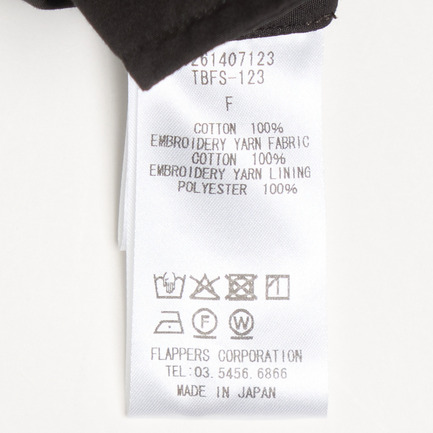 261407123
TBFS-123
F
COTTON 100%
EMBROIDERY YARN FABRIC
COTTON 100%
EMBROIDERY YARN LINING
POLYESTER 100%
F W
FLAPPERS CORPORATION
TEL:03.5456.6866
MADE IN JAPAN